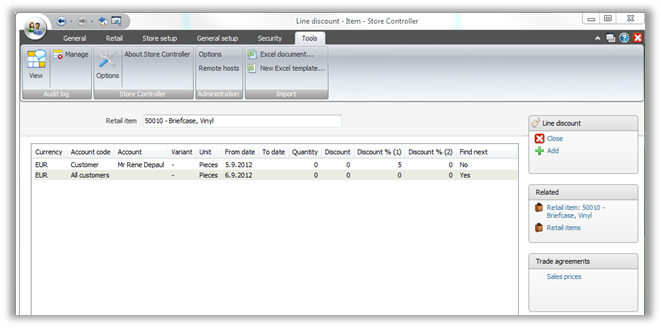 Line discount - Item - Store Controller
General Retail Store setup General setup Security Tools
View Manage Options About Store Controller Options Remote hosts Excel document... New Excel template...
Audit log Store Controller Administration Import
Retail item 50010 - Briefcase, Vinyl
Currency Account code Account Variant Unit From date To date Quantity Discount Discount % (1) Discount % (2) Find next
EUR Customer Mr Rene Depaul - Pieces 5.9.2012 0 0 5 0 No
EUR All customers - Pieces 6.9.2012 0 0 0 0 Yes
Line discount
Close
Add
Related
Retail item: 50010 -
Briefcase, Vinyl
Retail items
Trade agreements
Sales prices